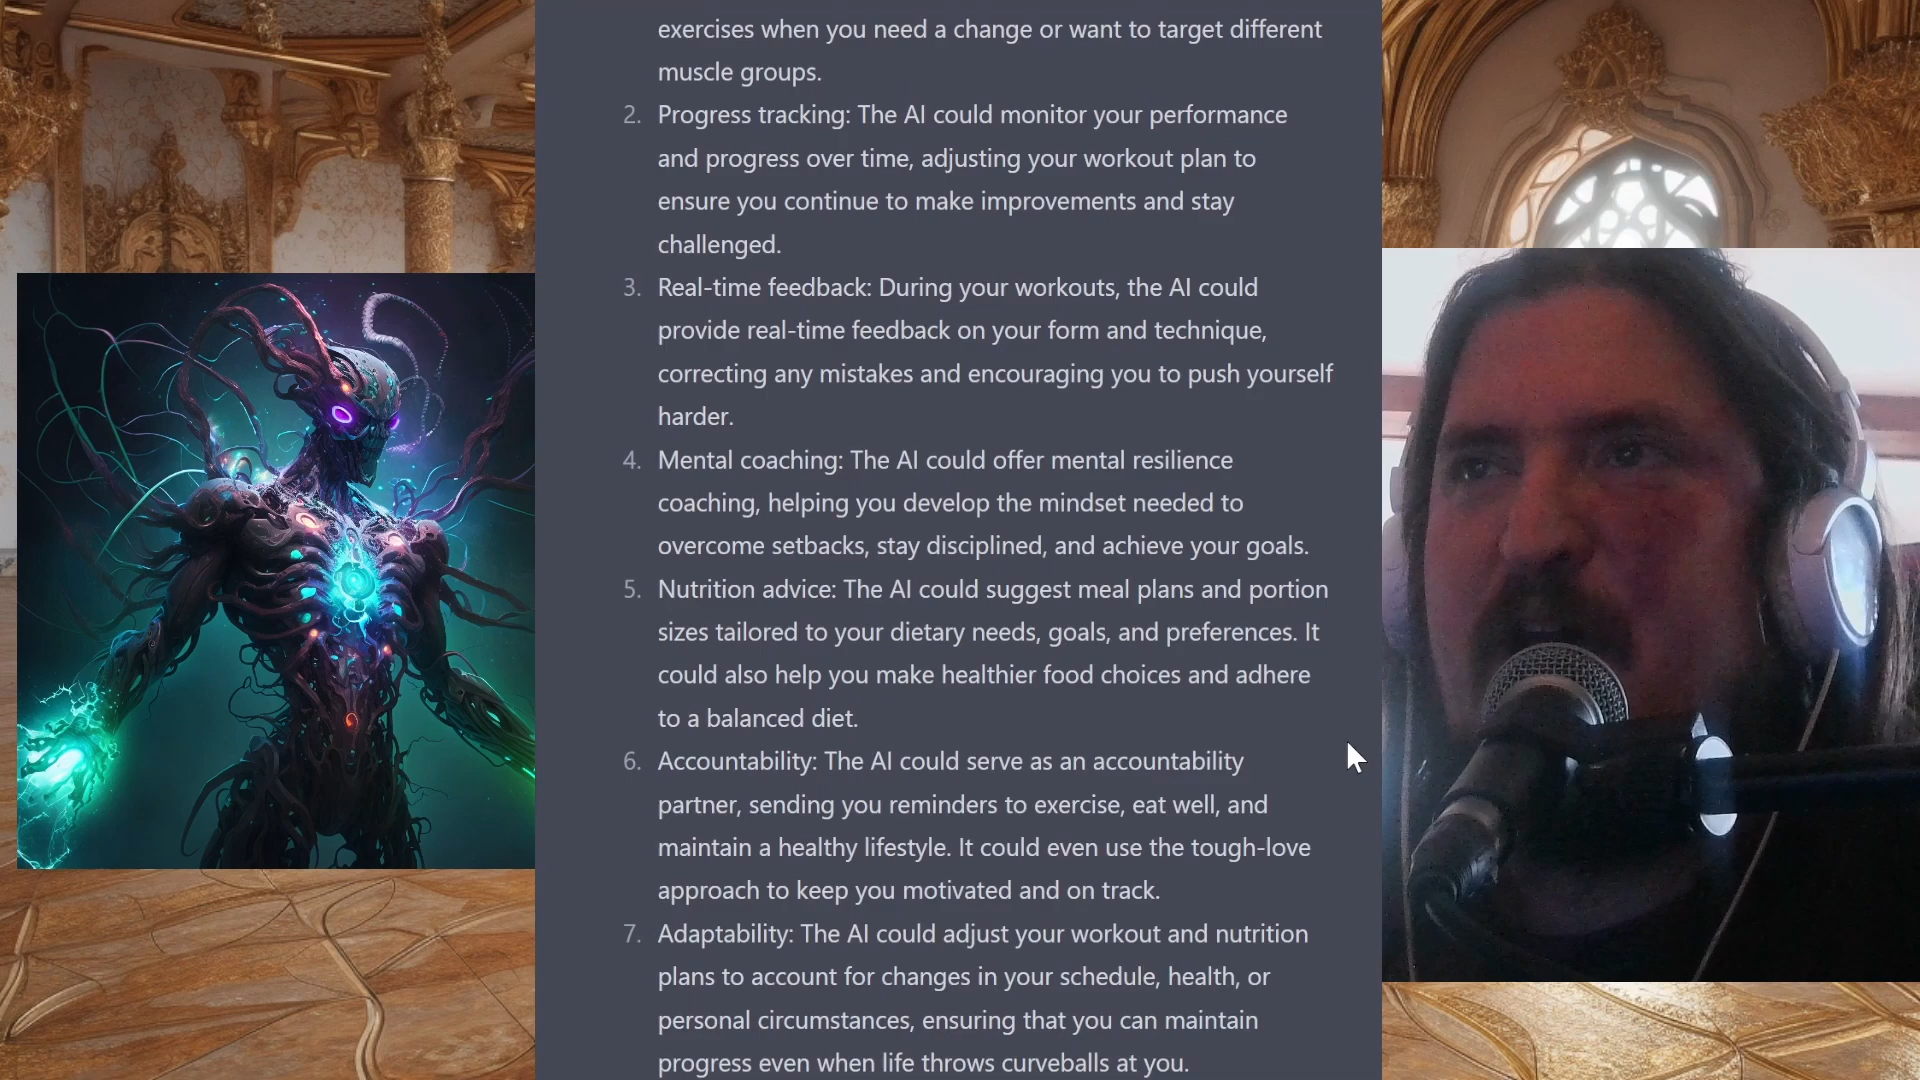 exercises when you need a change or want to target different
muscle groups.
2. Progress tracking: The AI could monitor your performance
and progress over time, adjusting your workout plan to
ensure you continue to make improvements and stay
challenged.
3. Real-time feedback: During your workouts, the AI could
provide real-time feedback on your form and technique,
correcting any mistakes and encouraging you to push yourself
harder.
4. Mental coaching: The AI could offer mental resilience
coaching, helping you develop the mindset needed to
overcome setbacks, stay disciplined, and achieve your goals.
5. Nutrition advice: The AI could suggest meal plans and portion
sizes tailored to your dietary needs, goals, and preferences. It
could also help you make healthier food choices and adhere
to a balanced diet.
6. Accountability: The AI could serve as an accountability
partner, sending you reminders to exercise, eat well, and
maintain a healthy lifestyle. It could even use the tough-love
approach to keep you motivated and on track.
7. Adaptability: The AI could adjust your workout and nutrition
plans to account for changes in your schedule, health, or
personal circumstances, ensuring that you can maintain
progress even when life throws curveballs at you.